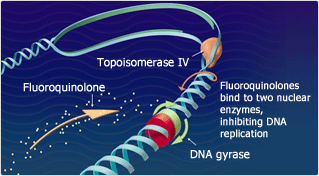 Topoisomerase IV
Fluoroquinolone
Fluoroquinolones
bind to two nuclear
enzymes,
inhibiting DNA
replication
DNA gyrase